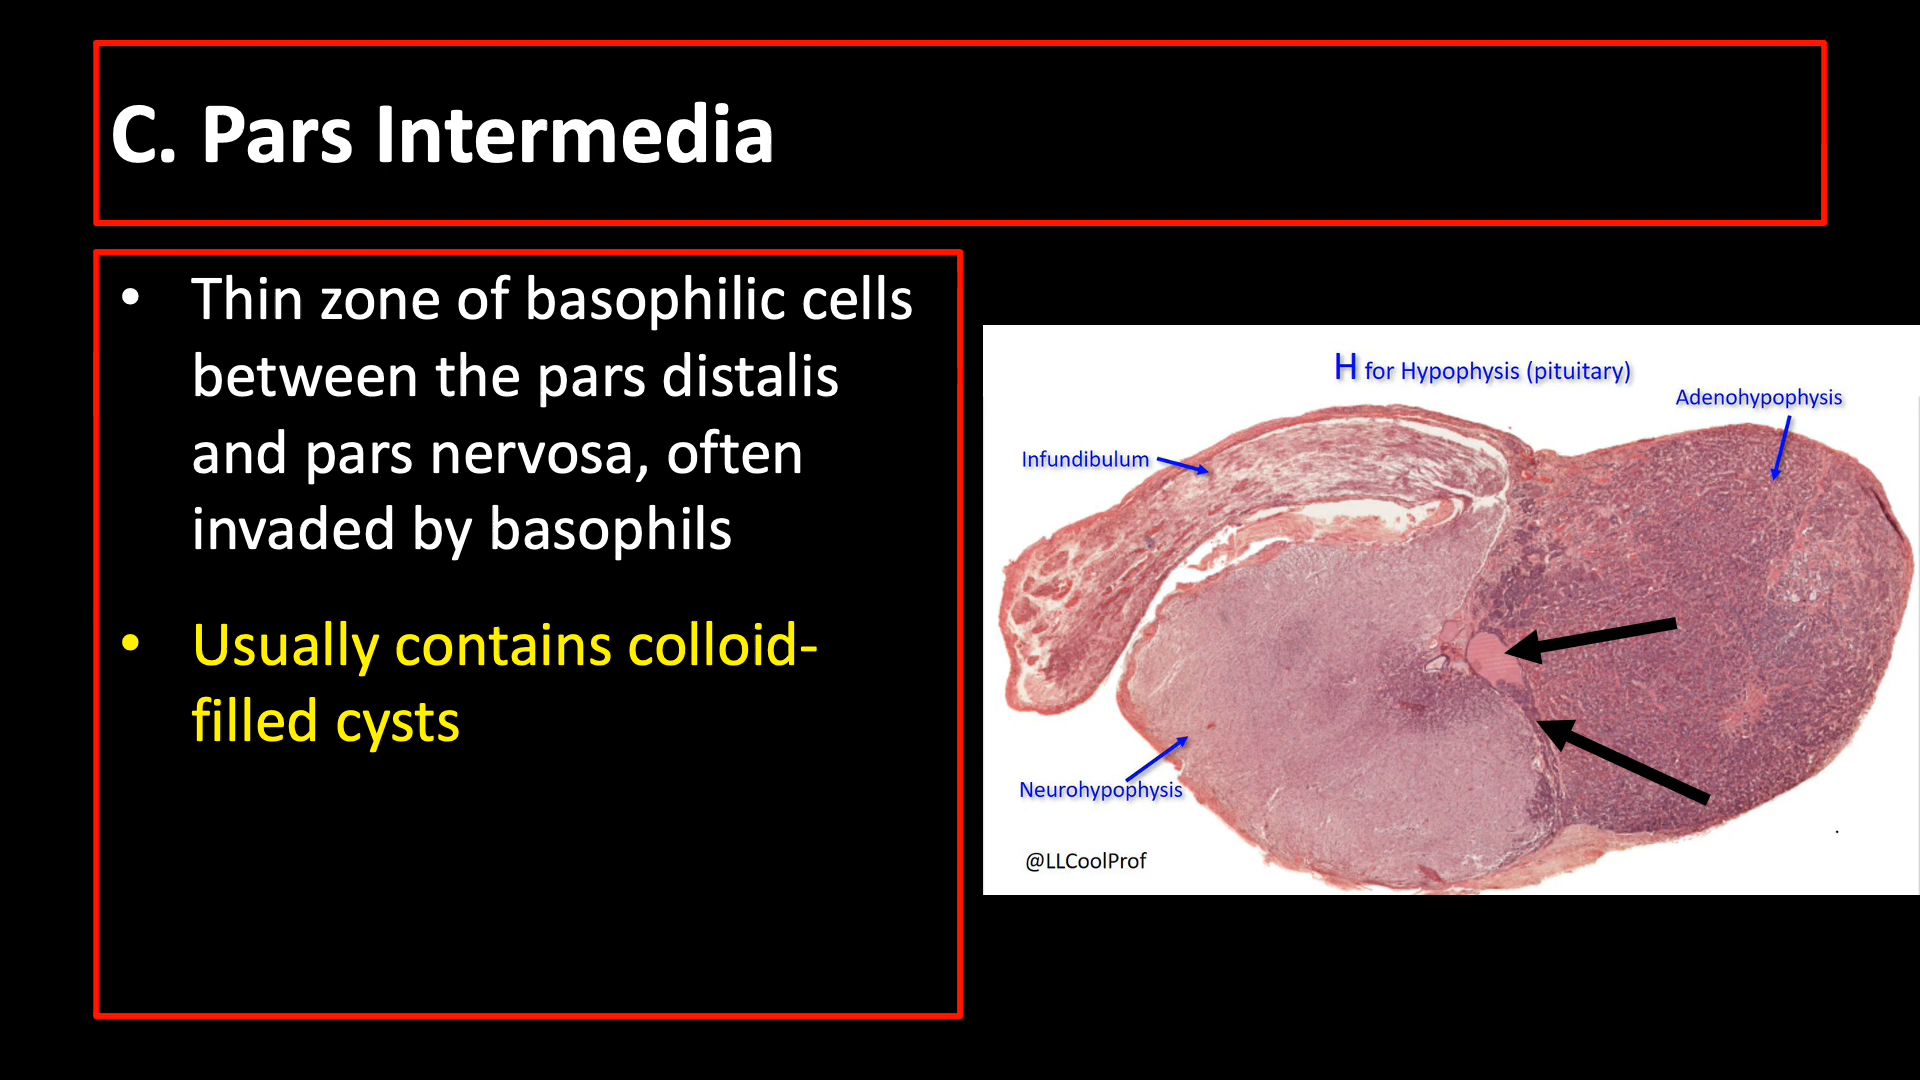 C. Pars Intermedia
• Thin zone of basophilic cells
between the pars distalis
and pars nervosa, often
invaded by basophils
• Usually contains colloid-
filled cysts
H for Hypophysis (pituitary)
Adenohypophysis
Infundibulum
Neurohypophysis
@LLCoolProf